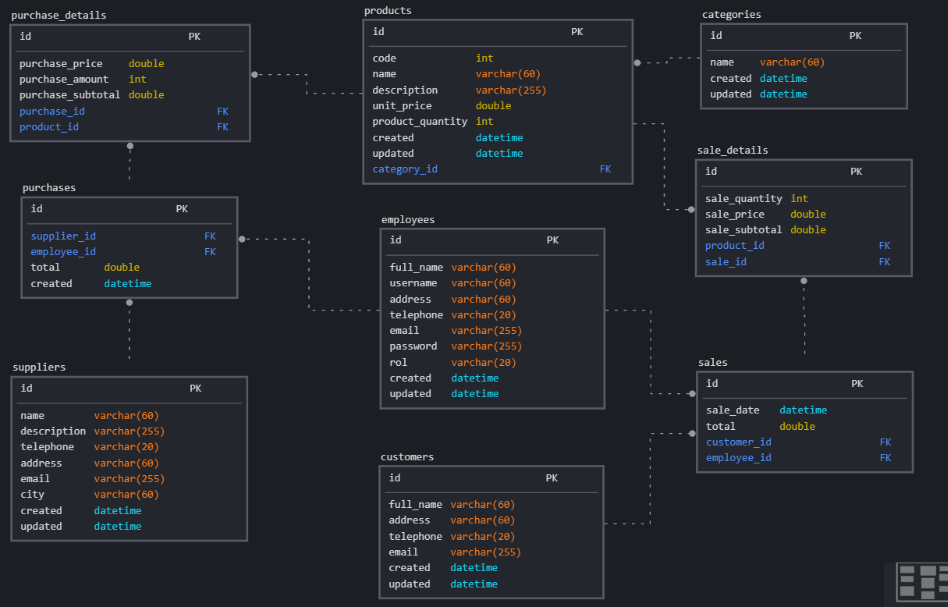 purchase_details
id PK
purchase_price double
purchase_amount int
purchase_subtotal double
purchase_id FK
product_id FK
purchases
id PK
supplier_id FK
employee_id FK
total double
created datetime
suppliers
id PK
name varchar(60)
description varchar(255)
telephone varchar(20)
address varchar(60)
email varchar(255)
city varchar(60)
created datetime
updated datetime
products
id PK
code int
name varchar(60)
description varchar(255)
unit_price double
product_quantity int
created datetime
updated datetime
category_id FK
employees
id PK
full_name varchar(60)
username varchar(60)
address varchar(60)
telephone varchar(20)
email varchar(255)
password varchar(255)
rol varchar(20)
created datetime
updated datetime
customers
id PK
full_name varchar(60)
address varchar(60)
telephone varchar(20)
email varchar(255)
created datetime
updated datetime
categories
id PK
name varchar(60)
created datetime
updated datetime
sale_details
id PK
sale_quantity int
sale_price double
sale_subtotal double
product_id FK
sale_id FK
sales
id PK
sale_date datetime
total double
customer_id FK
employee_id FK